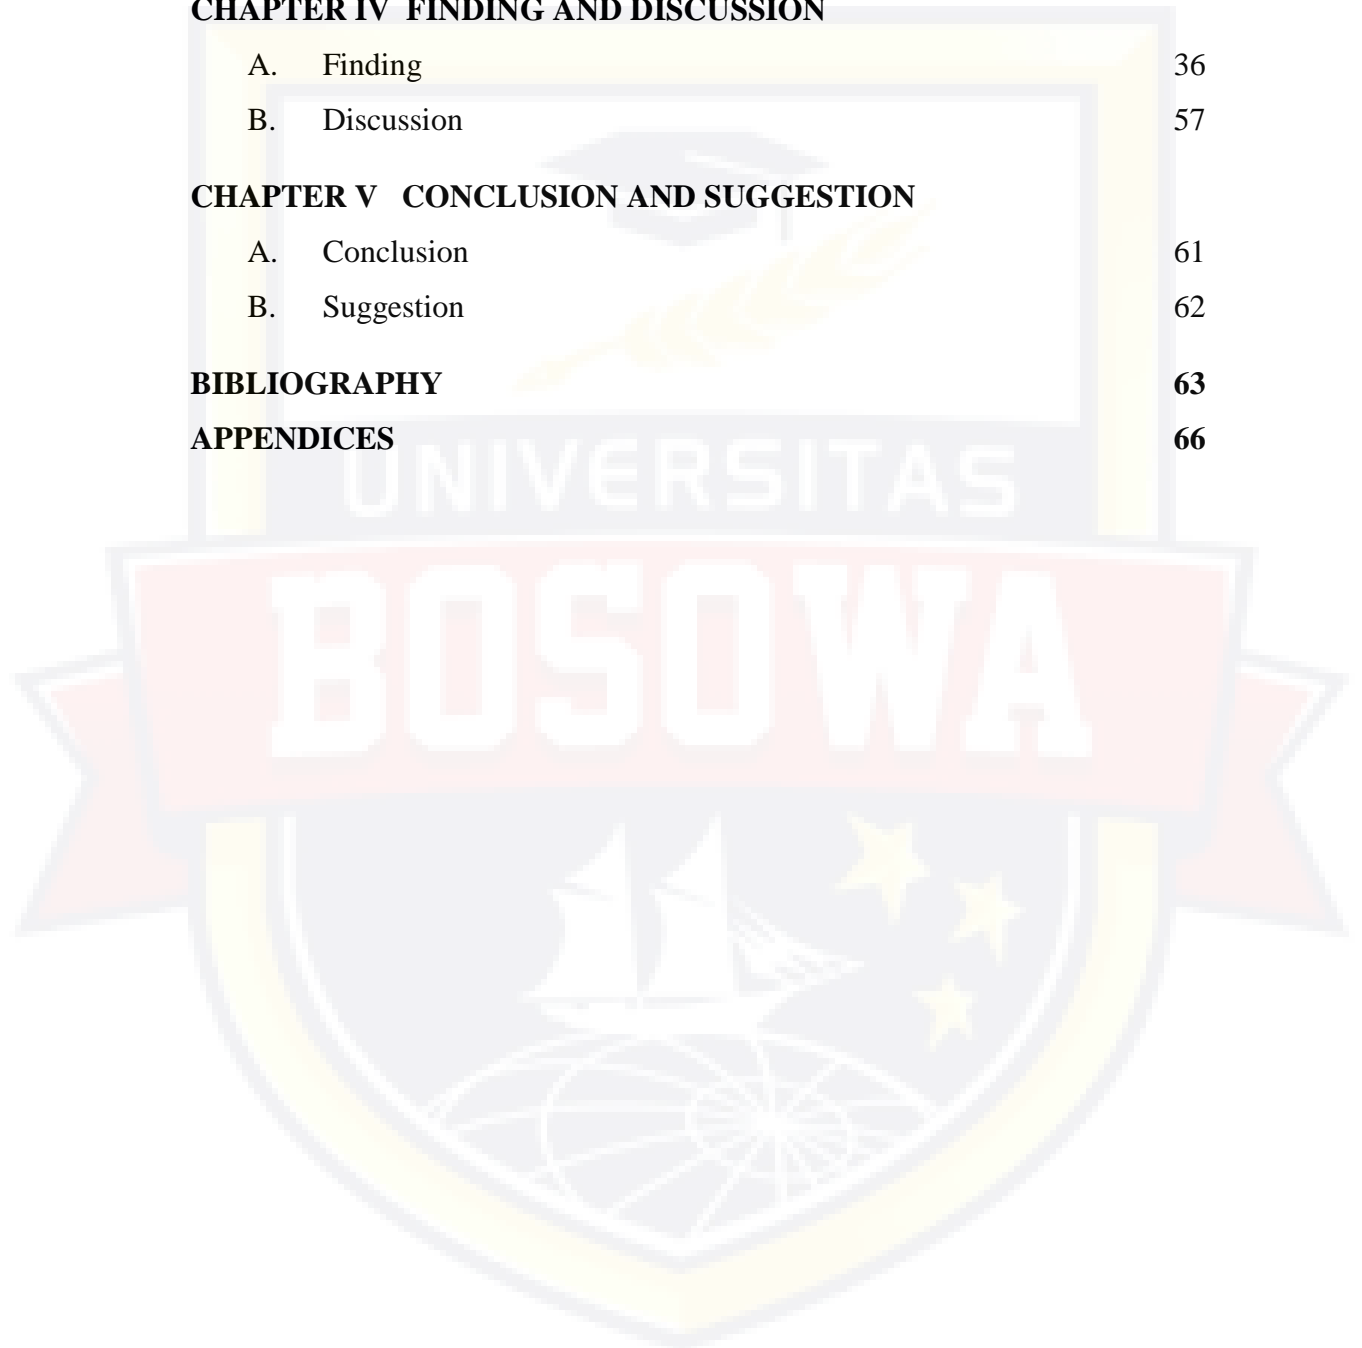 CHAPTER IV FINDING AND DISCUSSION
A. Finding 36
B. Discussion 57
CHAPTER V CONCLUSION AND SUGGESTION
A. Conclusion 61
B. Suggestion 62
BIBLIOGRAPHY 63
APPENDICES 66
UNIVERSITAS
BOSOWA